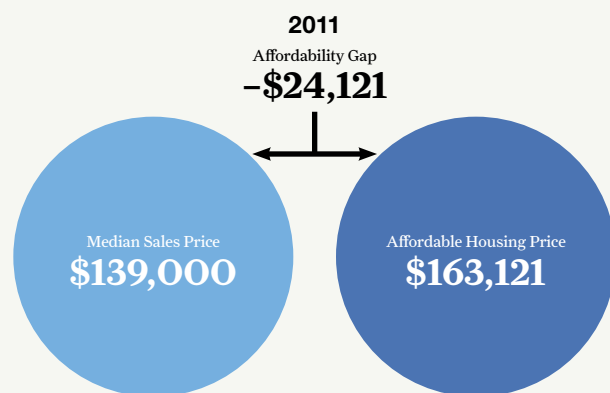 2011
Affordability Gap
–$24,121
Median Sales Price
$139,000
Affordable Housing Price
$163,121